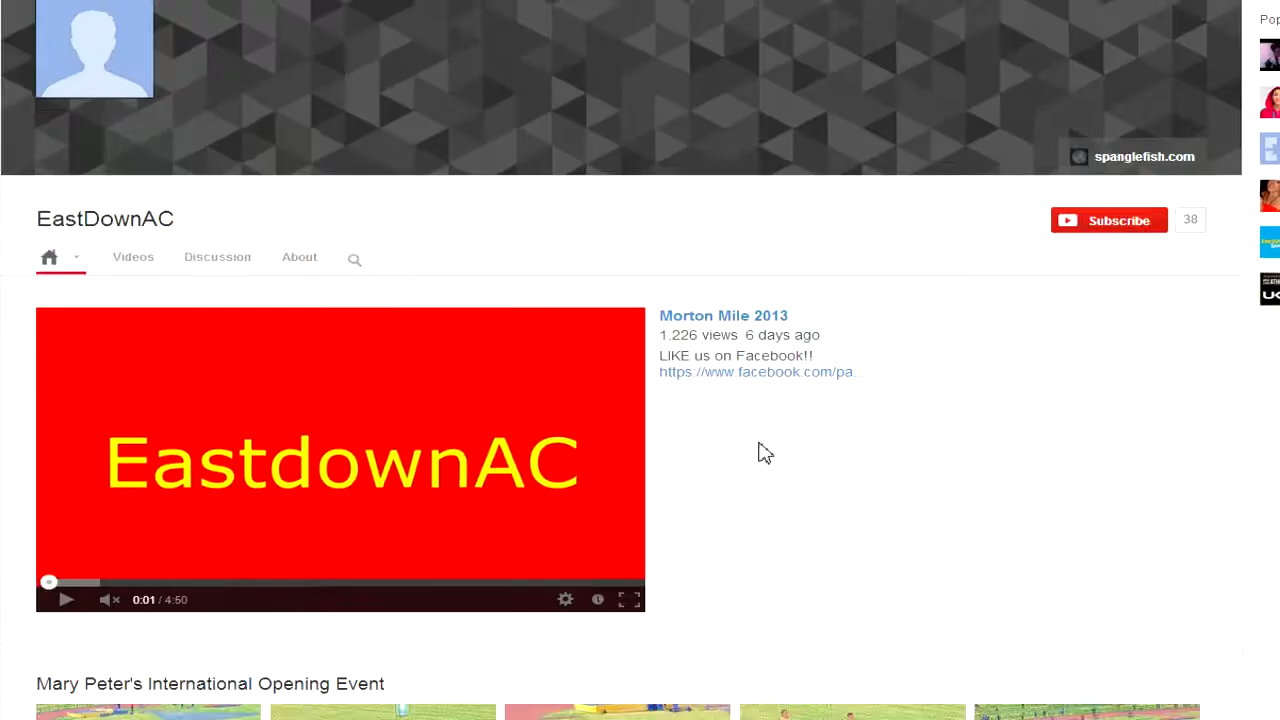 Pop
spanglefish.com
EastDownAC
Subscribe
38
Videos
Discussion
About
EastdownAC
Morton Mile 2013
1.226 views 6 days ago
LIKE us on Facebook!!
https://www.facebook.com/pa...
0:01 / 4:50
Mary Peter's International Opening Event